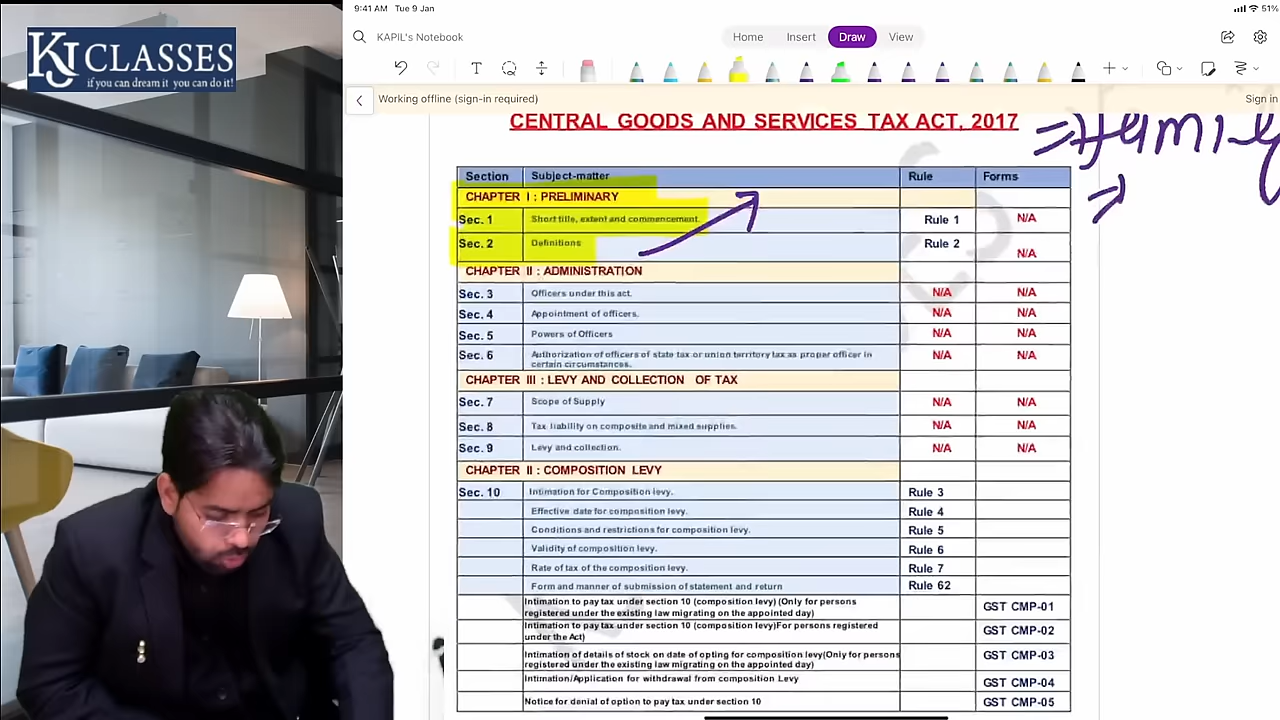 KJ CLASSES
if you can dream it you can do it!
9:41 AM Tue 9 Jan
51%
KAPIL's Notebook
Home Insert Draw View
Working offline (sign-in required)
Sign in
CENTRAL GOODS AND SERVICES TAX ACT, 2017
Section Subject-matter Rule Forms
CHAPTER I : PRELIMINARY
Sec. 1 Short title, extent and commencement. Rule 1 N/A
Sec. 2 Definitions Rule 2 N/A
CHAPTER II : ADMINISTRATION
Sec. 3 Officers under this act. N/A N/A
Sec. 4 Appointment of officers. N/A N/A
Sec. 5 Powers of Officers N/A N/A
Sec. 6 Authorization of officers of state tax or union territory tax as proper officer in
certain circumstances. N/A N/A
CHAPTER III : LEVY AND COLLECTION OF TAX
Sec. 7 Scope of Supply N/A N/A
Sec. 8 Tax liability on composite and mixed supplies. N/A N/A
Sec. 9 Levy and collection. N/A N/A
CHAPTER II : COMPOSITION LEVY
Sec. 10 Intimation for Composition levy. Rule 3
Effective date for composition levy. Rule 4
Conditions and restrictions for composition levy. Rule 5
Validity of composition levy. Rule 6
Rate of tax of the composition levy. Rule 7
Form and manner of submission of statement and return Rule 62
Intimation to pay tax under section 10 (composition levy) (Only for persons
registered under the existing law migrating on the appointed day) GST CMP-01
Intimation to pay tax under section 10 (composition levy)For persons registered
under the Act) GST CMP-02
Intimation of details of stock on date of opting for composition levy(Only for persons
registered under the existing law migrating on the appointed day) GST CMP-03
Intimation/Application for withdrawal from composition Levy GST CMP-04
Notice for denial of option to pay tax under section 10 GST CMP-05